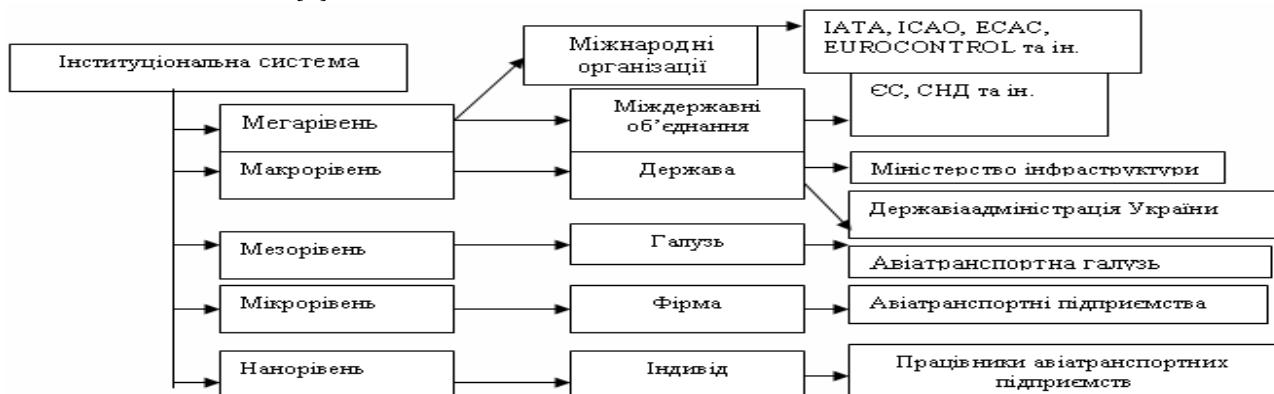 Інституціональна система
Міжнародні
організації
ІАТА, ІСАО, ЕСАС,
EUROCONTROL та ін.
Мегарівень
Міждержавні
об’єднання
ЄС, СНД та ін.
Макрорівень
Держава
Міністерство інфраструктури
Державіаадміністрація України
Мезорівень
Галузь
Авіатранспортна галузь
Мікрорівень
Фірма
Авіатранспортні підприємства
Нанорівень
Індивід
Працівники авіатранспортних
підприємств